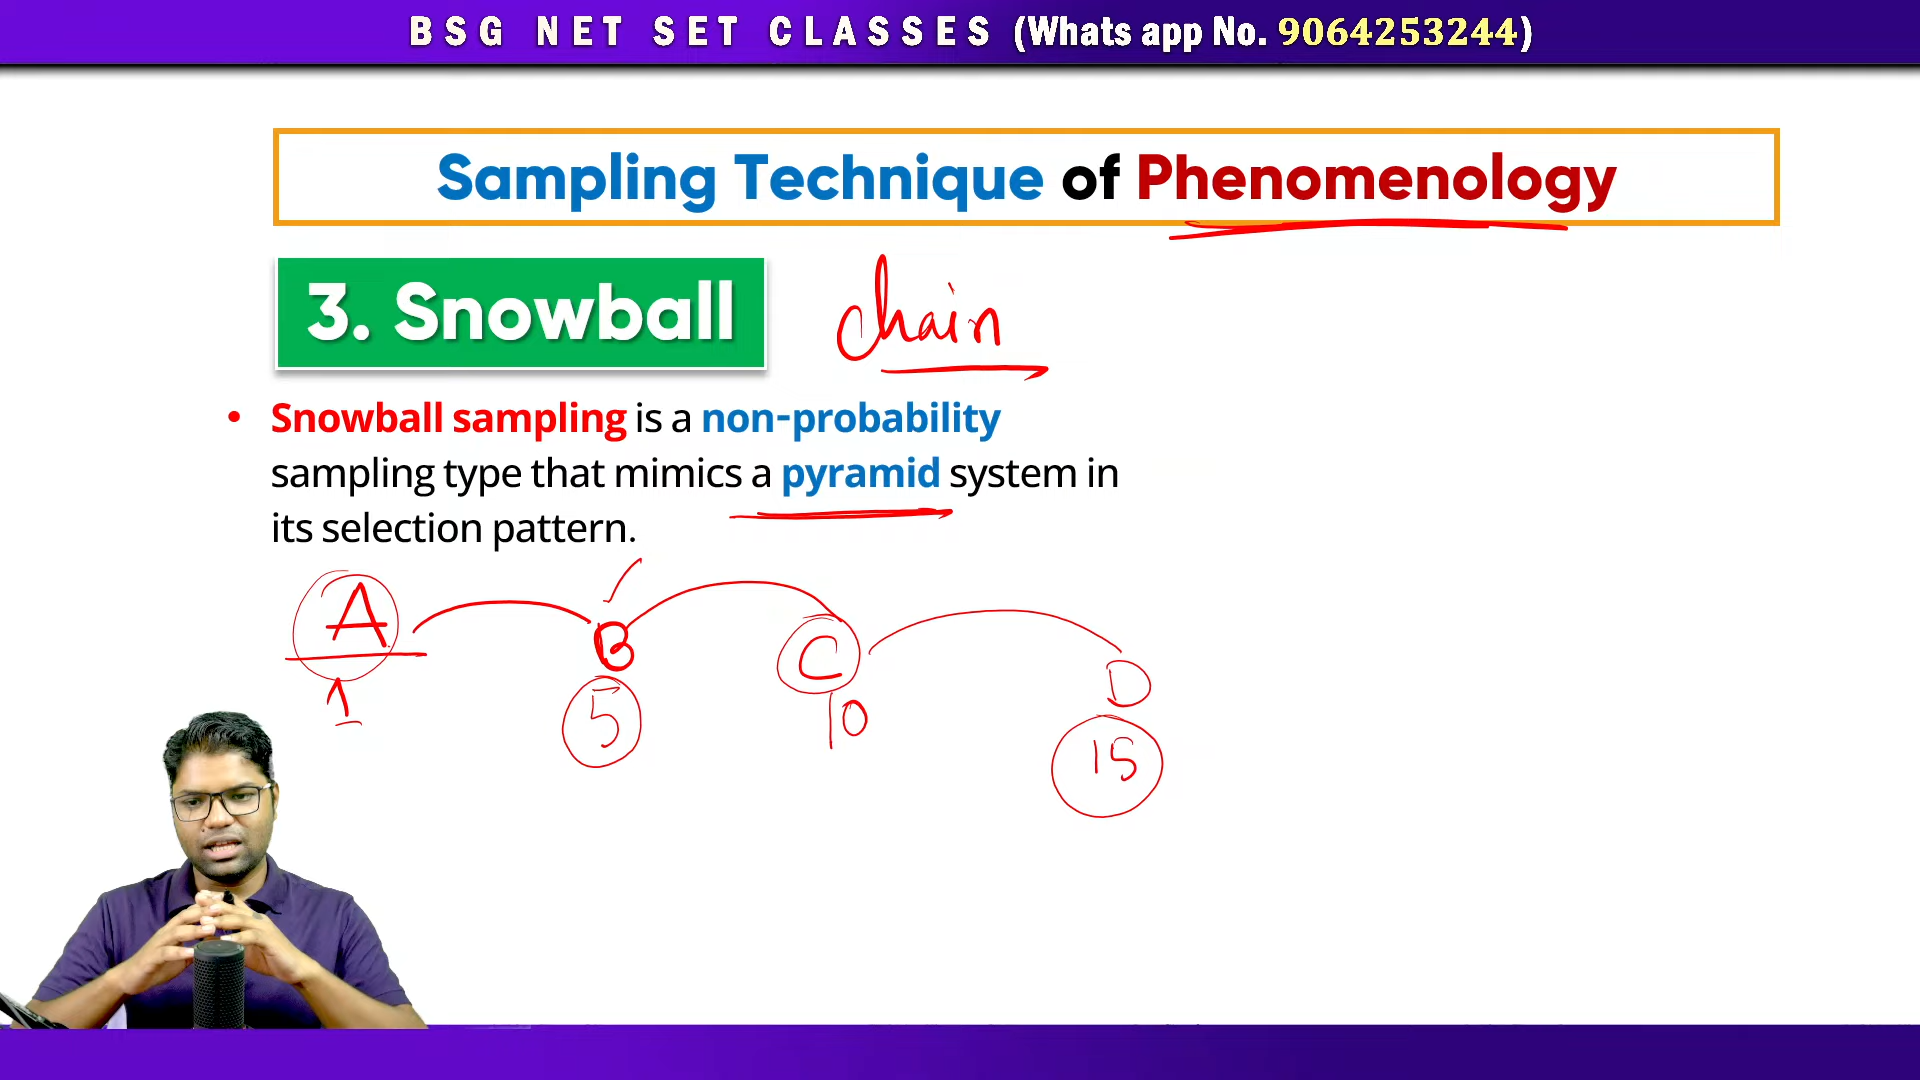 BSG NET SET CLASSES (Whats app No. 9064253244)
Sampling Technique of Phenomenology
3. Snowball
chain
• Snowball sampling is a non-probability
sampling type that mimics a pyramid system in
its selection pattern.
A B C D
1 5 10 15